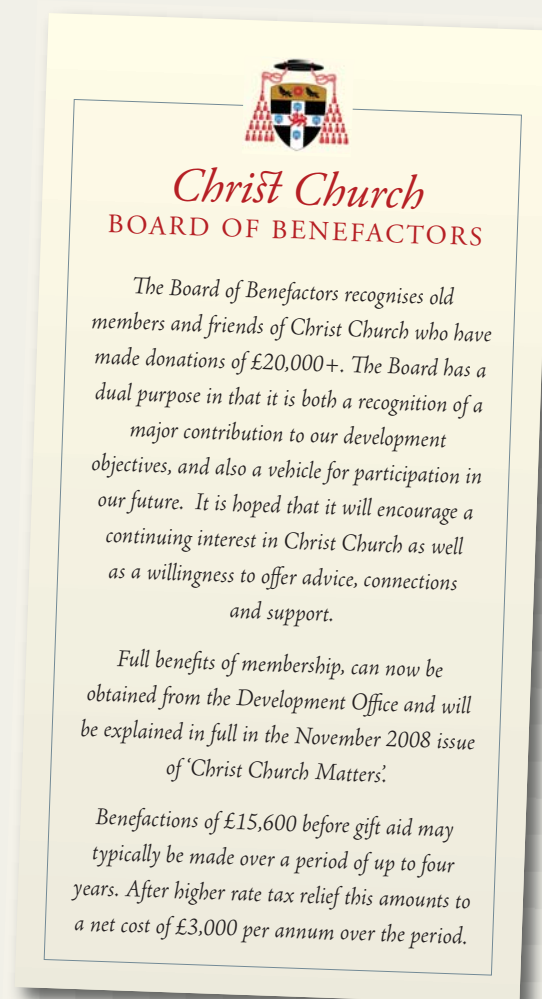 Christ Church
BOARD OF BENEFACTORS
The Board of Benefactors recognises old
members and friends of Christ Church who have
made donations of £20,000+. The Board has a
dual purpose in that it is both a recognition of a
major contribution to our development
objectives, and also a vehicle for participation in
our future.  It is hoped that it will encourage a
continuing interest in Christ Church as well
as a willingness to offer advice, connections
and support.
Full benefits of membership, can now be
obtained from the Development Office and will
be explained in full in the November 2008 issue
of ‘Christ Church Matters’.
Benefactions of £15,600 before gift aid may
typically be made over a period of up to four
years. After higher rate tax relief this amounts to
a net cost of £3,000 per annum over the period.